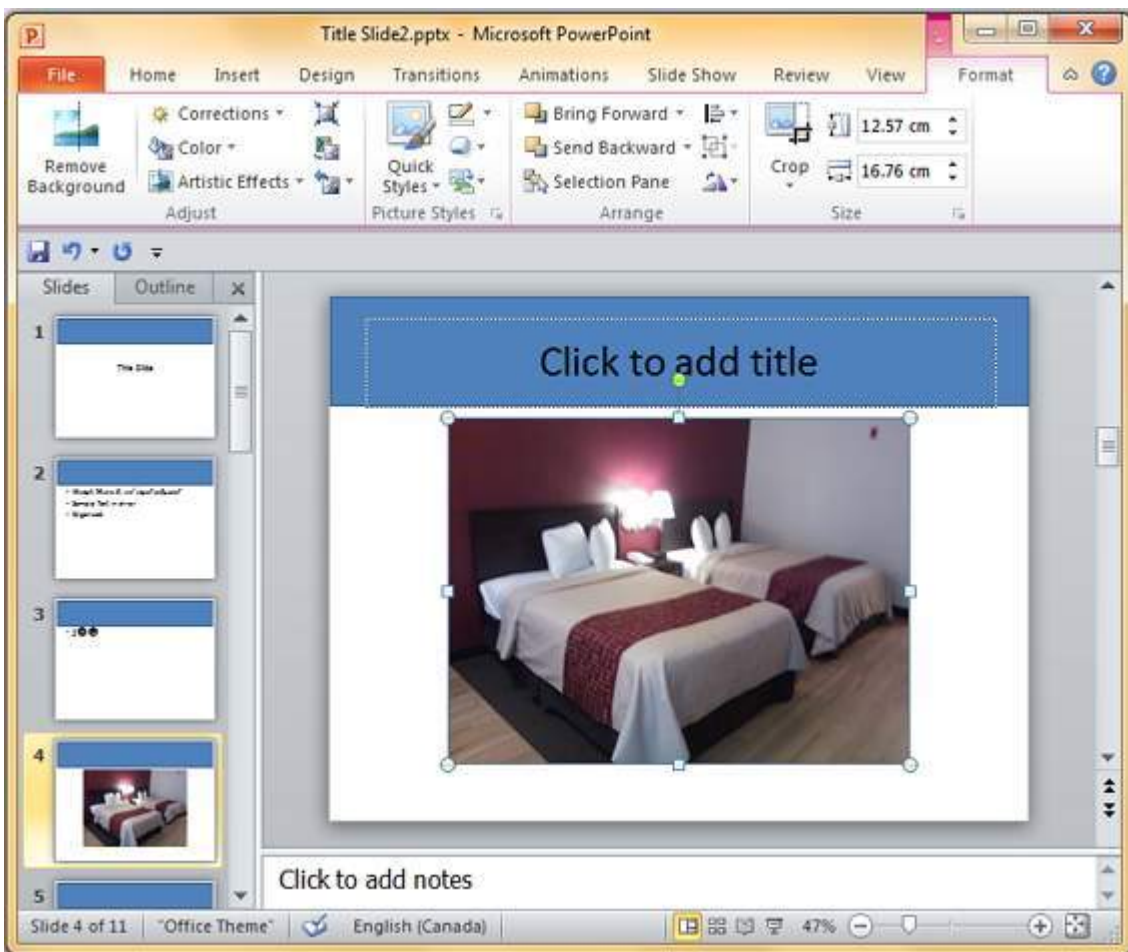 P
Title Slide2.pptx - Microsoft PowerPoint
File Home Insert Design Transitions Animations Slide Show Review View Format
Remove Background
Corrections
Color
Artistic Effects
Adjust
Quick Styles
Picture Styles
Bring Forward
Send Backward
Selection Pane
Arrange
Crop
12.57 cm
16.76 cm
Size
Slides Outline
1
Title Slide
2
3
4
5
Click to add title
Click to add notes
Slide 4 of 11 "Office Theme" English (Canada) 47%